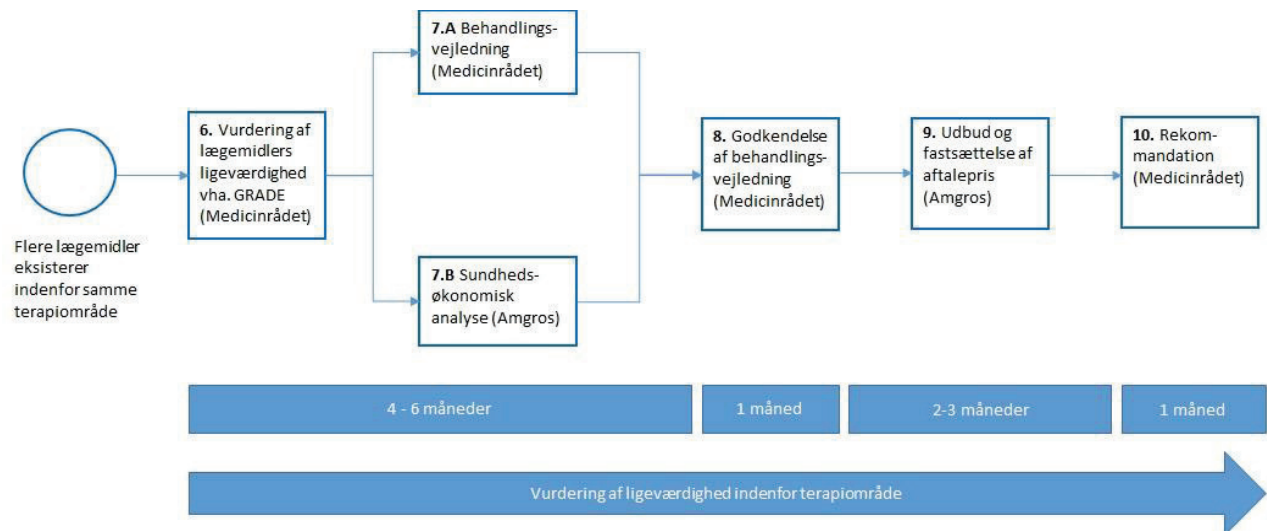 Flere lægemidler
eksisterer
indenfor samme
terapiområde
6. Vurdering af
lægemidlers
ligeværdighed
vha. GRADE
(Medicinrådet)
7.A Behandlings-
vejledning
(Medicinrådet)
7.B Sundheds-
økonomisk
analyse (Amgros)
8. Godkendelse
af behandlings-
vejledning
(Medicinrådet)
9. Udbud og
fastsættelse af
aftalepris
(Amgros)
10. Rekom-
mandation
(Medicinrådet)
4 - 6 måneder
1 måned
2-3 måneder
1 måned
Vurdering af ligeværdighed indenfor terapiområde